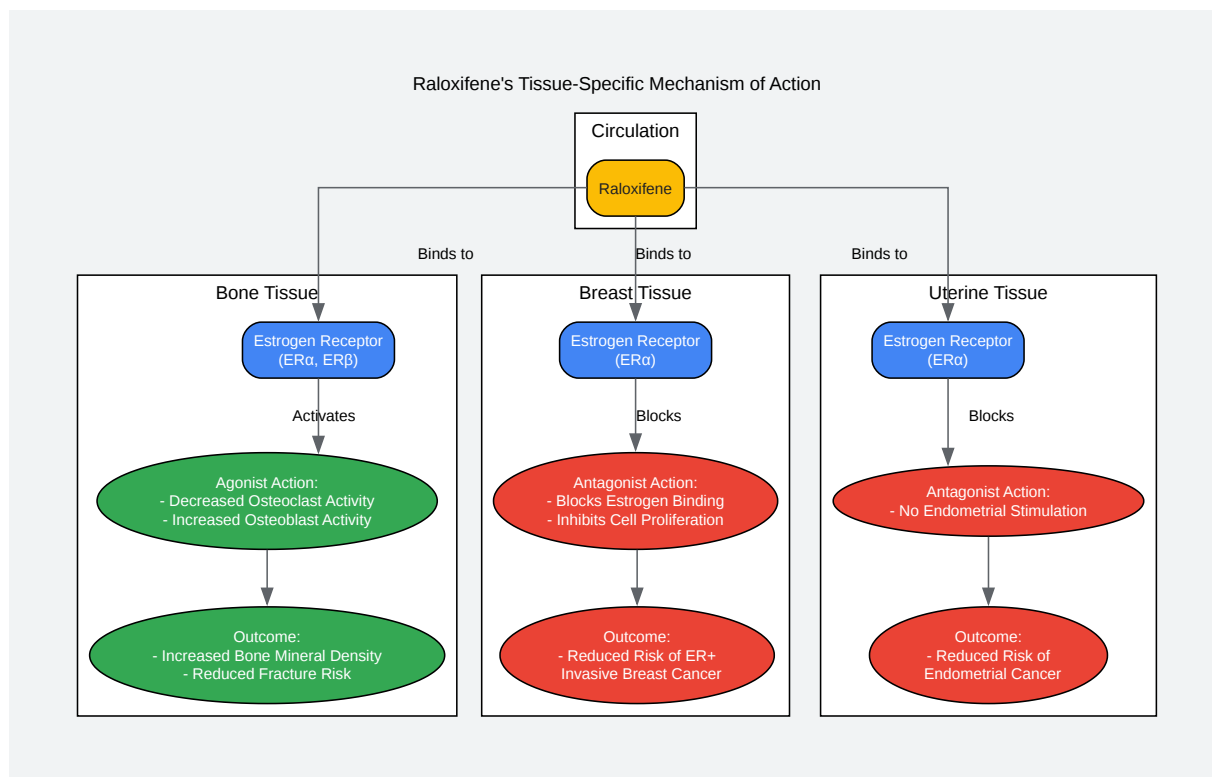 Raloxifene's Tissue-Specific Mechanism of Action
Circulation
Raloxifene
Binds to
Binds to
Binds to
Bone Tissue
Estrogen Receptor
(ERα, ERβ)
Activates
Agonist Action:
- Decreased Osteoclast Activity
- Increased Osteoblast Activity
Outcome:
- Increased Bone Mineral Density
- Reduced Fracture Risk
Breast Tissue
Estrogen Receptor
(ERα)
Blocks
Antagonist Action:
- Blocks Estrogen Binding
- Inhibits Cell Proliferation
Outcome:
- Reduced Risk of ER+
Invasive Breast Cancer
Uterine Tissue
Estrogen Receptor
(ERα)
Blocks
Antagonist Action:
- No Endometrial Stimulation
Outcome:
- Reduced Risk of
Endometrial Cancer